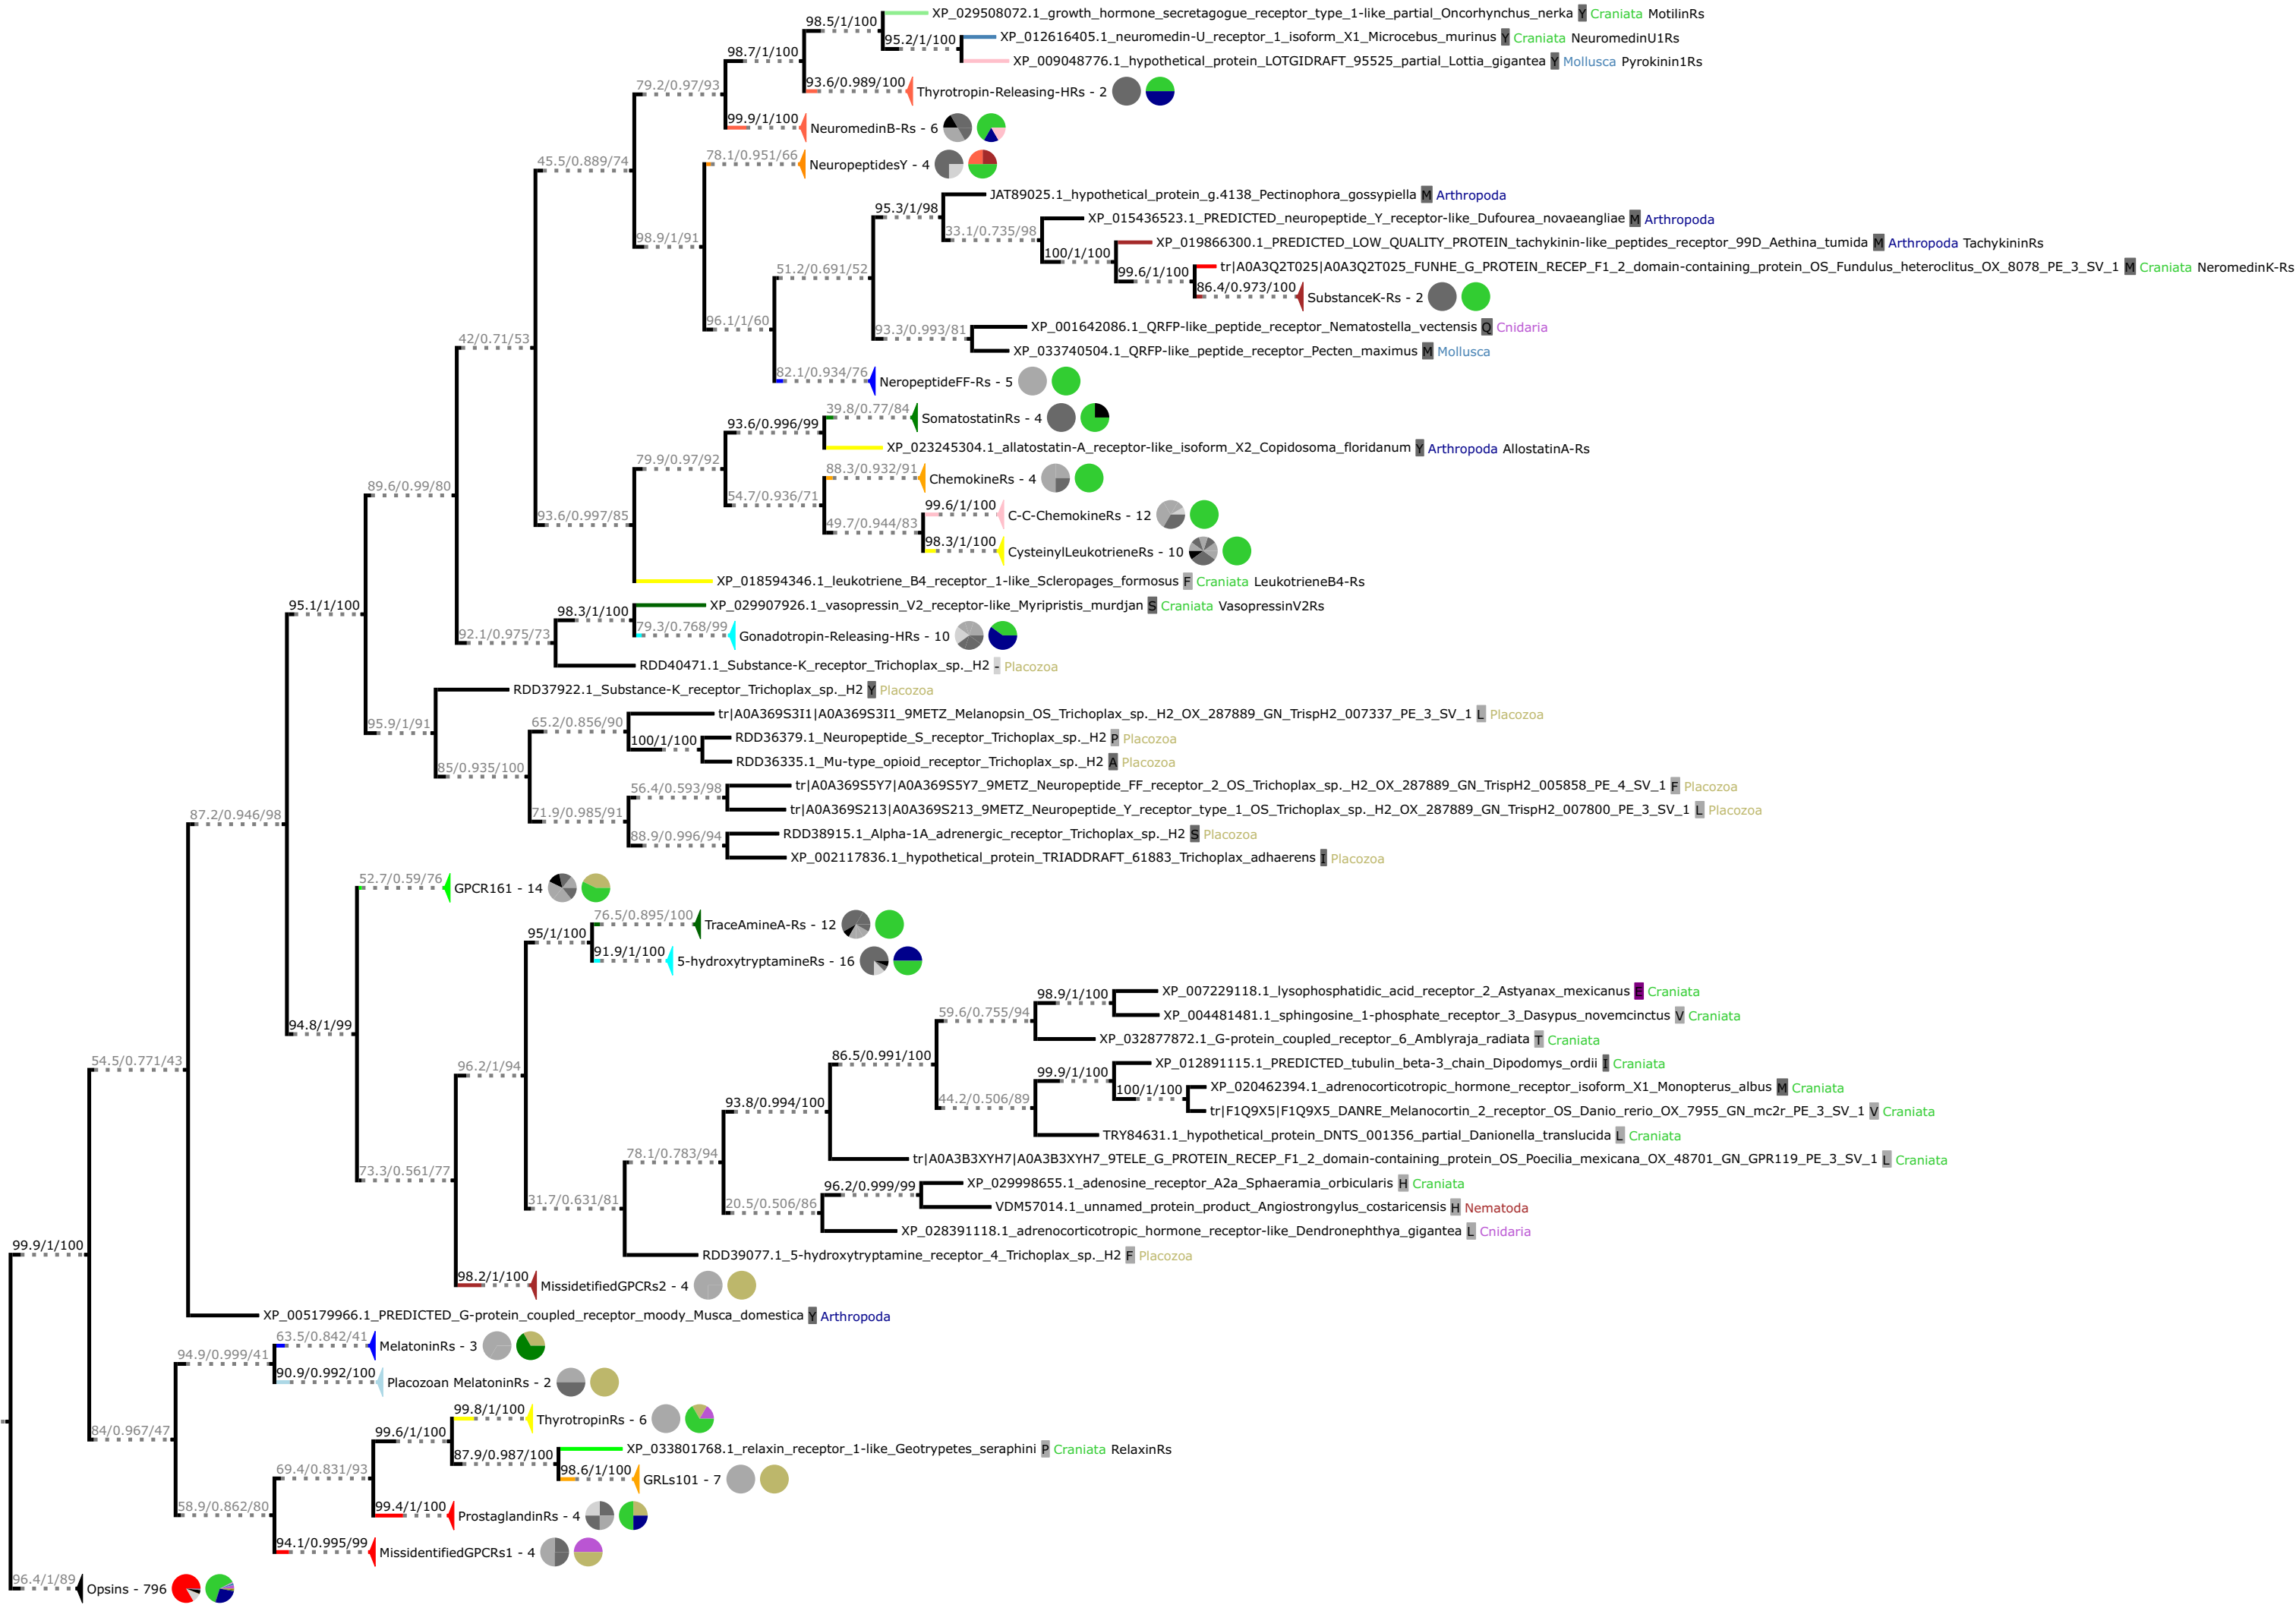 98.5/1/100 XP_029508072.1_growth_hormone_secretagogue_receptor_type_1-like_partial_Oncorhynchus_nerka Y Craniata MotilinRs
95.2/1/100 XP_012616405.1_neuromedin-U_receptor_1_isoform_X1_Microcebus_murinus Y Craniata NeuromedinU1Rs
98.7/1/100
XP_009048776.1_hypothetical_protein_LOTGIDRAFT_95525_partial_Lottia_gigantea Y Mollusca Pyrokinin1Rs
79.2/0.97/93 93.6/0.989/100 Thyrotropin-Releasing-HRs - 2
99.9/1/100 NeuromedinB-Rs - 6
45.5/0.889/74 78.1/0.951/66 NeuropeptidesY - 4
JAT89025.1_hypothetical_protein_g.4138_Pectinophora_gossypiella M Arthropoda
95.3/1/98 XP_015436523.1_PREDICTED_neuropeptide_Y_receptor-like_Dufourea_novaeangliae M Arthropoda
98.9/1/91 33.1/0.735/98 XP_019866300.1_PREDICTED_LOW_QUALITY_PROTEIN_tachykinin-like_peptides_receptor_99D_Aethina_tumida M Arthropoda TachykininRs
100/1/100
51.2/0.691/52 99.6/1/100 tr|A0A3Q2T025|A0A3Q2T025_FUNHE_G_PROTEIN_RECEP_F1_2_domain-containing_protein_OS_Fundulus_heteroclitus_OX_8078_PE_3_SV_1 M Craniata NeromedinK-Rs
86.4/0.973/100 SubstanceK-Rs - 2
96.1/1/60 93.3/0.993/81 XP_001642086.1_QRFP-like_peptide_receptor_Nematostella_vectensis Q Cnidaria
42/0.71/53 XP_033740504.1_QRFP-like_peptide_receptor_Pecten_maximus M Mollusca
82.1/0.934/76 NeropeptideFF-Rs - 5
39.8/0.77/84 SomatostatinRs - 4
93.6/0.996/99
XP_023245304.1_allatostatin-A_receptor-like_isoform_X2_Copidosoma_floridanum Y Arthropoda AllostatinA-Rs
79.9/0.97/92 88.3/0.932/91 ChemokineRs - 4
89.6/0.99/80 54.7/0.936/71
99.6/1/100 C-C-ChemokineRs - 12
93.6/0.997/85 49.7/0.944/83
98.3/1/100 CysteinylLeukotrieneRs - 10
XP_018594346.1_leukotriene_B4_receptor_1-like_Scleropages_formosus F Craniata LeukotrieneB4-Rs
95.1/1/100 98.3/1/100 XP_029907926.1_vasopressin_V2_receptor-like_Myripristis_murdjan S Craniata VasopressinV2Rs
92.1/0.975/73 79.3/0.768/99 Gonadotropin-Releasing-HRs - 10
RDD40471.1_Substance-K_receptor_Trichoplax_sp._H2 - Placozoa
RDD37922.1_Substance-K_receptor_Trichoplax_sp._H2 Y Placozoa
95.9/1/91 65.2/0.856/90 tr|A0A369S3I1|A0A369S3I1_9METZ_Melanopsin_OS_Trichoplax_sp._H2_OX_287889_GN_TrispH2_007337_PE_3_SV_1 L Placozoa
100/1/100 RDD36379.1_Neuropeptide_S_receptor_Trichoplax_sp._H2 P Placozoa
85/0.935/100 RDD36335.1_Mu-type_opioid_receptor_Trichoplax_sp._H2 A Placozoa
56.4/0.593/98 tr|A0A369S5Y7|A0A369S5Y7_9METZ_Neuropeptide_FF_receptor_2_OS_Trichoplax_sp._H2_OX_287889_GN_TrispH2_005858_PE_4_SV_1 F Placozoa
87.2/0.946/98 71.9/0.985/91 tr|A0A369S213|A0A369S213_9METZ_Neuropeptide_Y_receptor_type_1_OS_Trichoplax_sp._H2_OX_287889_GN_TrispH2_007800_PE_3_SV_1 L Placozoa
88.9/0.996/94 RDD38915.1_Alpha-1A_adrenergic_receptor_Trichoplax_sp._H2 S Placozoa
XP_002117836.1_hypothetical_protein_TRIADDRAFT_61883_Trichoplax_adhaerens I Placozoa
52.7/0.59/76 GPCR161 - 14
76.5/0.895/100 TraceAmineA-Rs - 12
95/1/100
91.9/1/100 5-hydroxytryptamineRs - 16
98.9/1/100 XP_007229118.1_lysophosphatidic_acid_receptor_2_Astyanax_mexicanus E Craniata
94.8/1/99 59.6/0.755/94 XP_004481481.1_sphingosine_1-phosphate_receptor_3_Dasypus_novemcinctus V Craniata
XP_032877872.1_G-protein_coupled_receptor_6_Amblyraja_radiata T Craniata
54.5/0.771/43 96.2/1/94 86.5/0.991/100 99.9/1/100 XP_012891115.1_PREDICTED_tubulin_beta-3_chain_Dipodomys_ordii I Craniata
100/1/100 XP_020462394.1_adrenocorticotropic_hormone_receptor_isoform_X1_Monopterus_albus M Craniata
93.8/0.994/100 44.2/0.506/89 tr|F1Q9X5|F1Q9X5_DANRE_Melanocortin_2_receptor_OS_Danio_rerio_OX_7955_GN_mc2r_PE_3_SV_1 V Craniata
TRY84631.1_hypothetical_protein_DNTS_001356_partial_Danionella_translucida L Craniata
73.3/0.561/77 78.1/0.783/94 tr|A0A3B3XYH7|A0A3B3XYH7_9TELE_G_PROTEIN_RECEP_F1_2_domain-containing_protein_OS_Poecilia_mexicana_OX_48701_GN_GPR119_PE_3_SV_1 L Craniata
96.2/0.999/99 XP_029998655.1_adenosine_receptor_A2a_Sphaeramia_orbicularis H Craniata
31.7/0.631/81 20.5/0.506/86 VDM57014.1_unnamed_protein_product_Angiostrongylus_costaricensis H Nematoda
XP_028391118.1_adrenocorticotropic_hormone_receptor-like_Dendronephthya_gigantea L Cnidaria
99.9/1/100 RDD39077.1_5-hydroxytryptamine_receptor_4_Trichoplax_sp._H2 F Placozoa
98.2/1/100 MissidetifiedGPCRs2 - 4
XP_005179966.1_PREDICTED_G-protein_coupled_receptor_moody_Musca_domestica Y Arthropoda
63.5/0.842/41 MelatoninRs - 3
94.9/0.999/41
90.9/0.992/100 Placozoan MelatoninRs - 2
99.8/1/100 ThyrotropinRs - 6
84/0.967/47 99.6/1/100
87.9/0.987/100 XP_033801768.1_relaxin_receptor_1-like_Geotrypetes_seraphini P Craniata RelaxinRs
69.4/0.831/93 98.6/1/100 GRLs101 - 7
58.9/0.862/80 99.4/1/100 ProstaglandinRs - 4
94.1/0.995/99 MissidentifiedGPCRs1 - 4
96.4/1/89 Opsins - 796